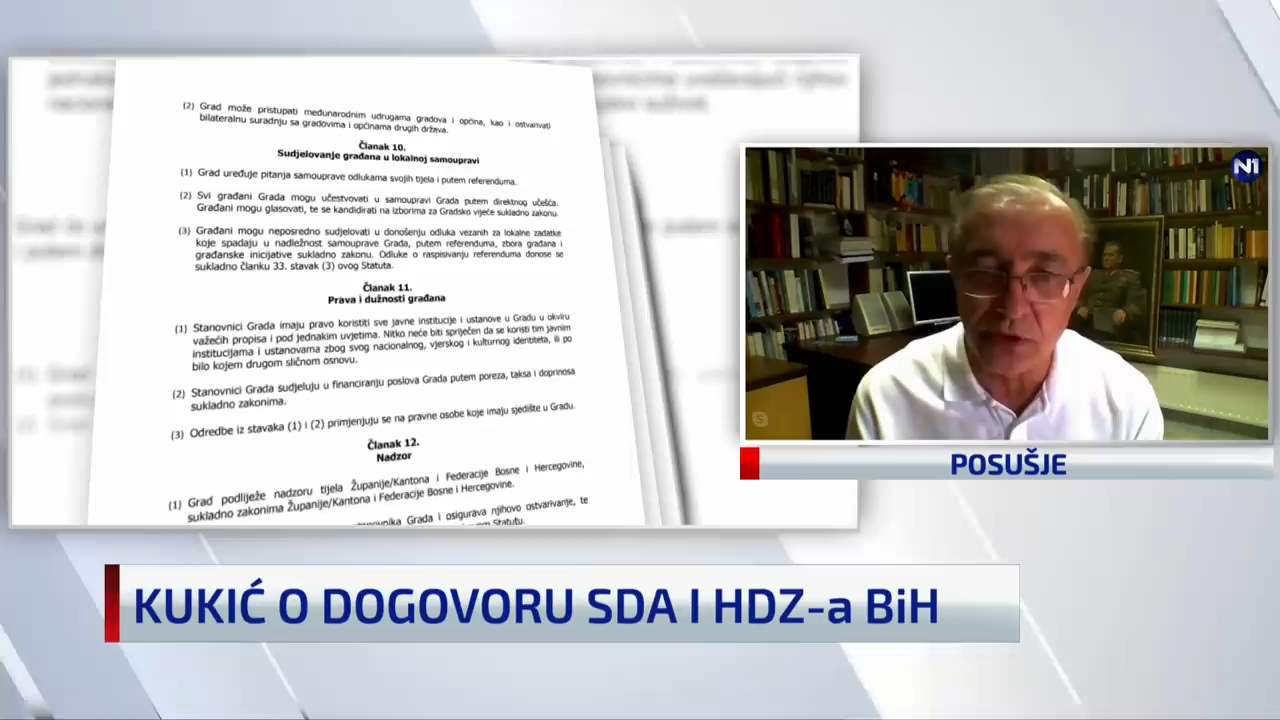 (2) Grad može pristupati međunarodnim udrugama gradova i općina, kao i ostvarivati
bilateralnu suradnju sa gradovima i općinama drugih država.
Članak 10.
Sudjelovanje građana u lokalnoj samoupravi
(1) Grad uređuje pitanja samouprave odlukama svojih tijela i putem referenduma.
(2) Svi građani Grada mogu učestvovati u samoupravi Grada putem direktnog učešća.
Građani mogu glasovati, te se kandidirati na izborima za Gradsko vijeće sukladno zakonu.
(3) Građani mogu neposredno sudjelovati u donošenju odluka vezanih za lokalne zadatke
koje spadaju u nadležnost samouprave Grada, putem referenduma, zbora građana i
građanske inicijative sukladno zakonu. Odluke o raspisivanju referenduma donose se
sukladno članku 33. stavak (3) ovog Statuta.
Članak 11.
Prava i dužnosti građana
(1) Stanovnici Grada imaju pravo koristiti sve javne institucije i ustanove u Gradu u okviru
važećih propisa i pod jednakim uvjetima. Nitko neće biti spriječen da se koristi tim javnim
institucijama i ustanovama zbog svog nacionalnog, vjerskog i kulturnog identiteta, ili po
bilo kojem drugom sličnom osnovu.
(2) Stanovnici Grada sudjeluju u financiranju poslova Grada putem poreza, taksa i doprinosa
sukladno zakonima.
(3) Odredbe iz stavaka (1) i (2) primjenjuju se na pravne osobe koje imaju sjedište u Gradu.
Članak 12.
Nadzor
(1) Grad podliježe nadzoru tijela Županije/Kantona i Federacije Bosne i Hercegovine,
sukladno zakonima Županije/Kantona i Federacije Bosne i Hercegovine.
Grada i osigurava njihovo ostvarivanje, te
Statutu.
N1
POSUŠJE
KUKIĆ O DOGOVORU SDA I HDZ-a BiH